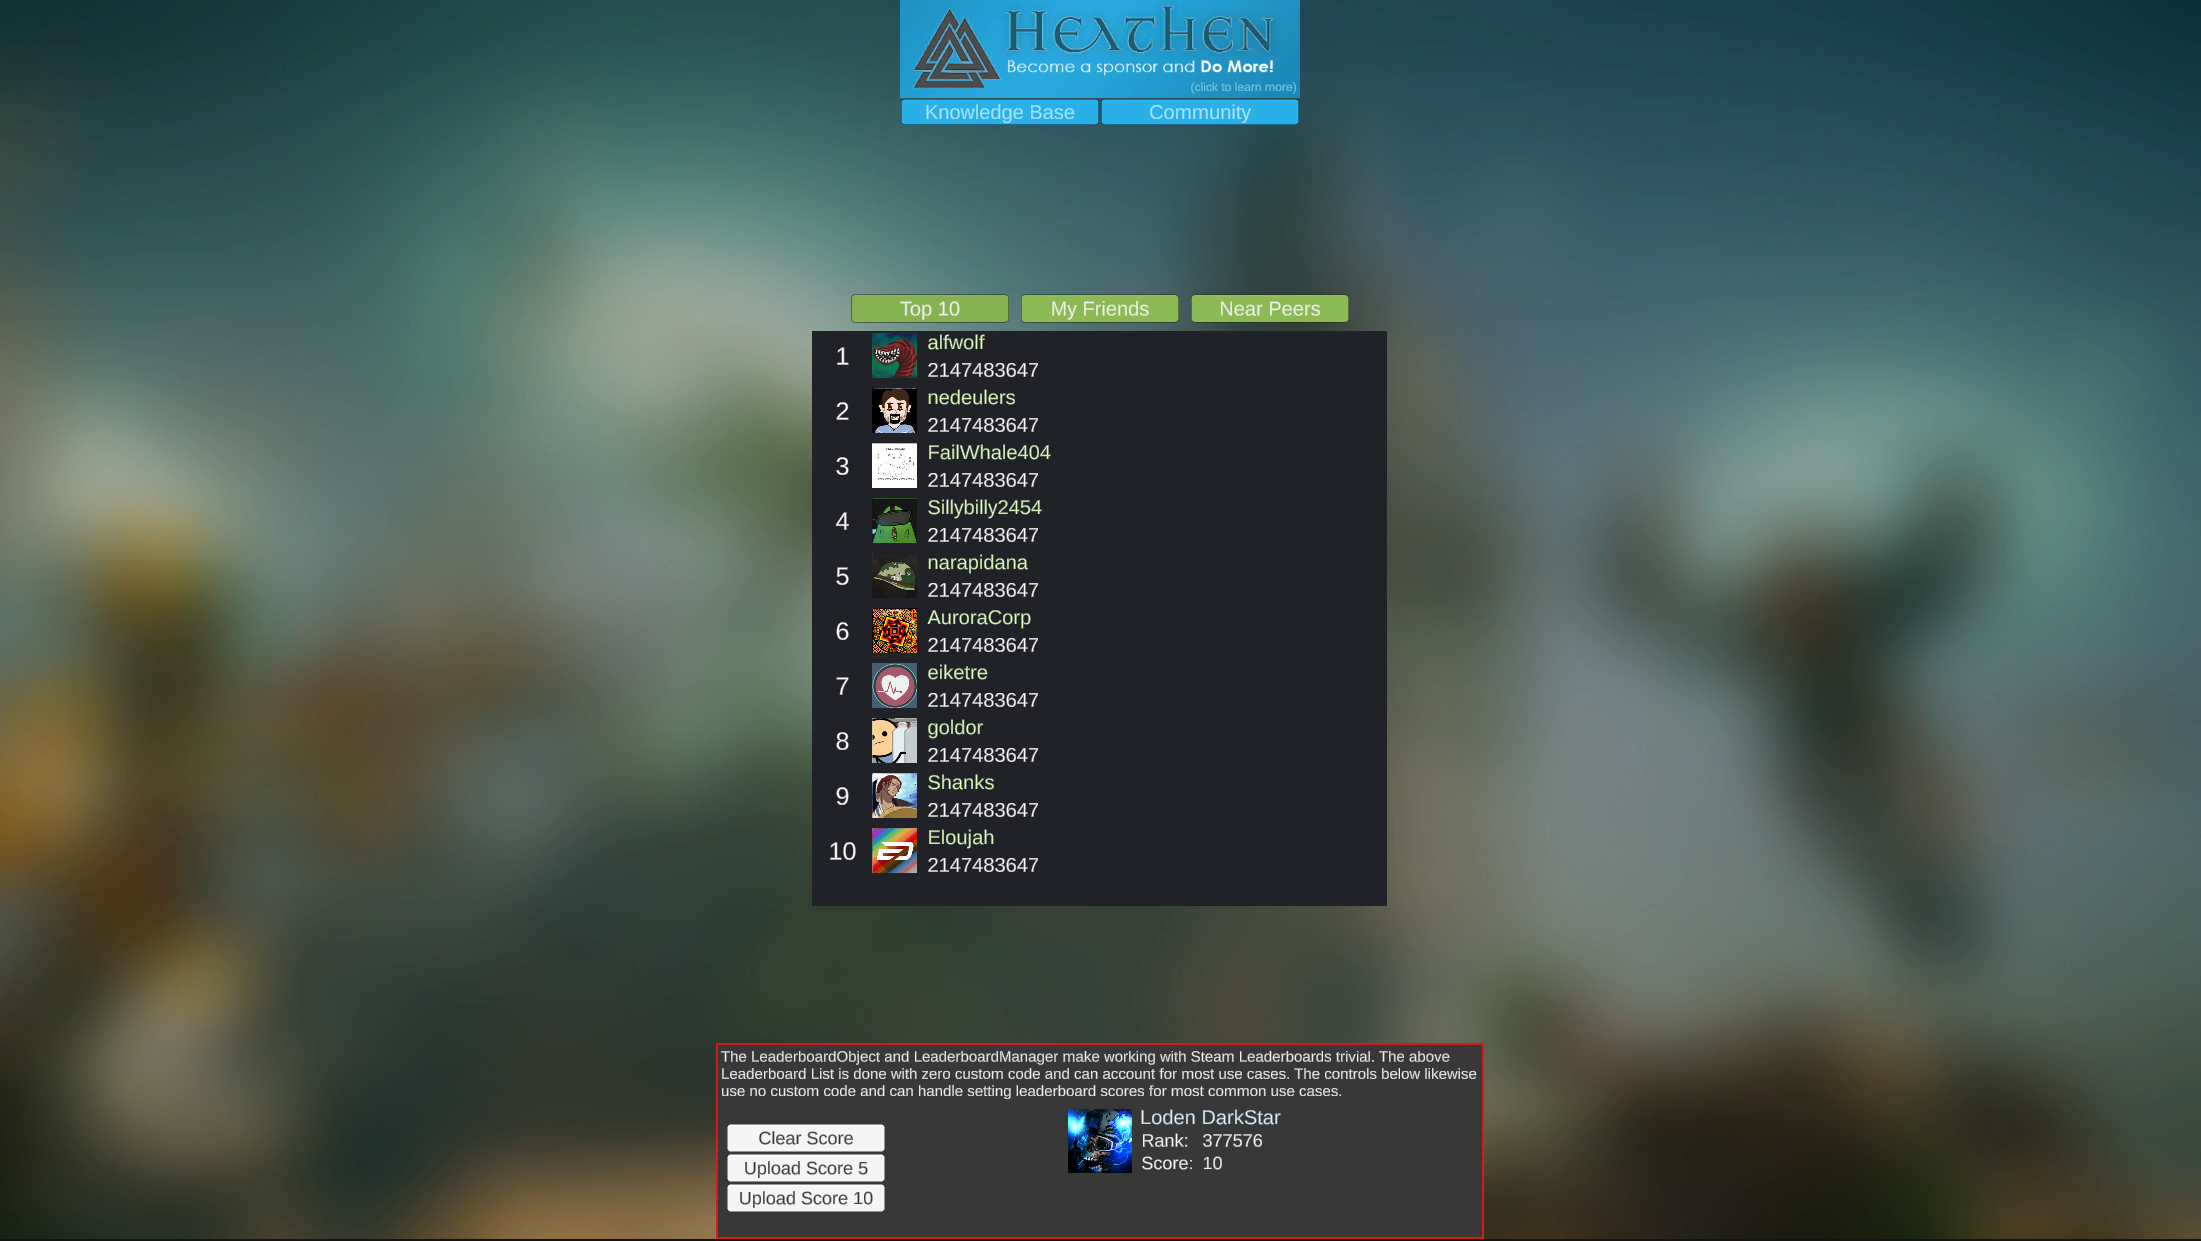 HEATHEN
Become a sponsor and Do More!
(click to learn more)
Knowledge Base Community
Top 10 My Friends Near Peers
1 alfwolf
2147483647
2 nedeulers
2147483647
3 FailWhale404
2147483647
4 Sillybilly2454
2147483647
5 narapidana
2147483647
6 AuroraCorp
2147483647
7 eiketre
2147483647
8 goldor
2147483647
9 Shanks
2147483647
10 Eloujah
2147483647
The LeaderboardObject and LeaderboardManager make working with Steam Leaderboards trivial. The above
Leaderboard List is done with zero custom code and can account for most use cases. The controls below likewise
use no custom code and can handle setting leaderboard scores for most common use cases.
Loden DarkStar
Rank: 377576
Score: 10
Clear Score
Upload Score 5
Upload Score 10